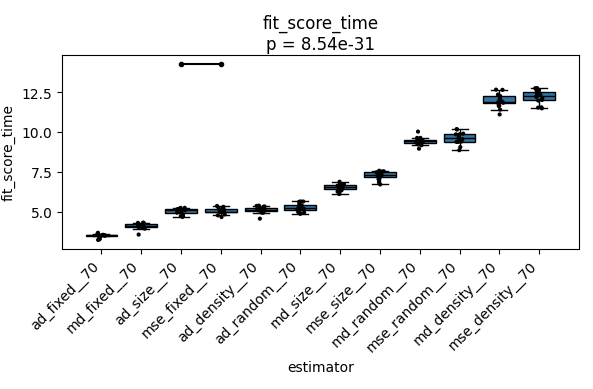 fit_score_time
p = 8.54e-31
fit_score_time
12.5
10.0
7.5
5.0
ad_fixed__70
md_fixed__70
ad_size__70
mse_fixed__70
ad_density__70
ad_random__70
md_size__70
mse_size__70
md_random__70
mse_random__70
md_density__70
mse_density__70
estimator